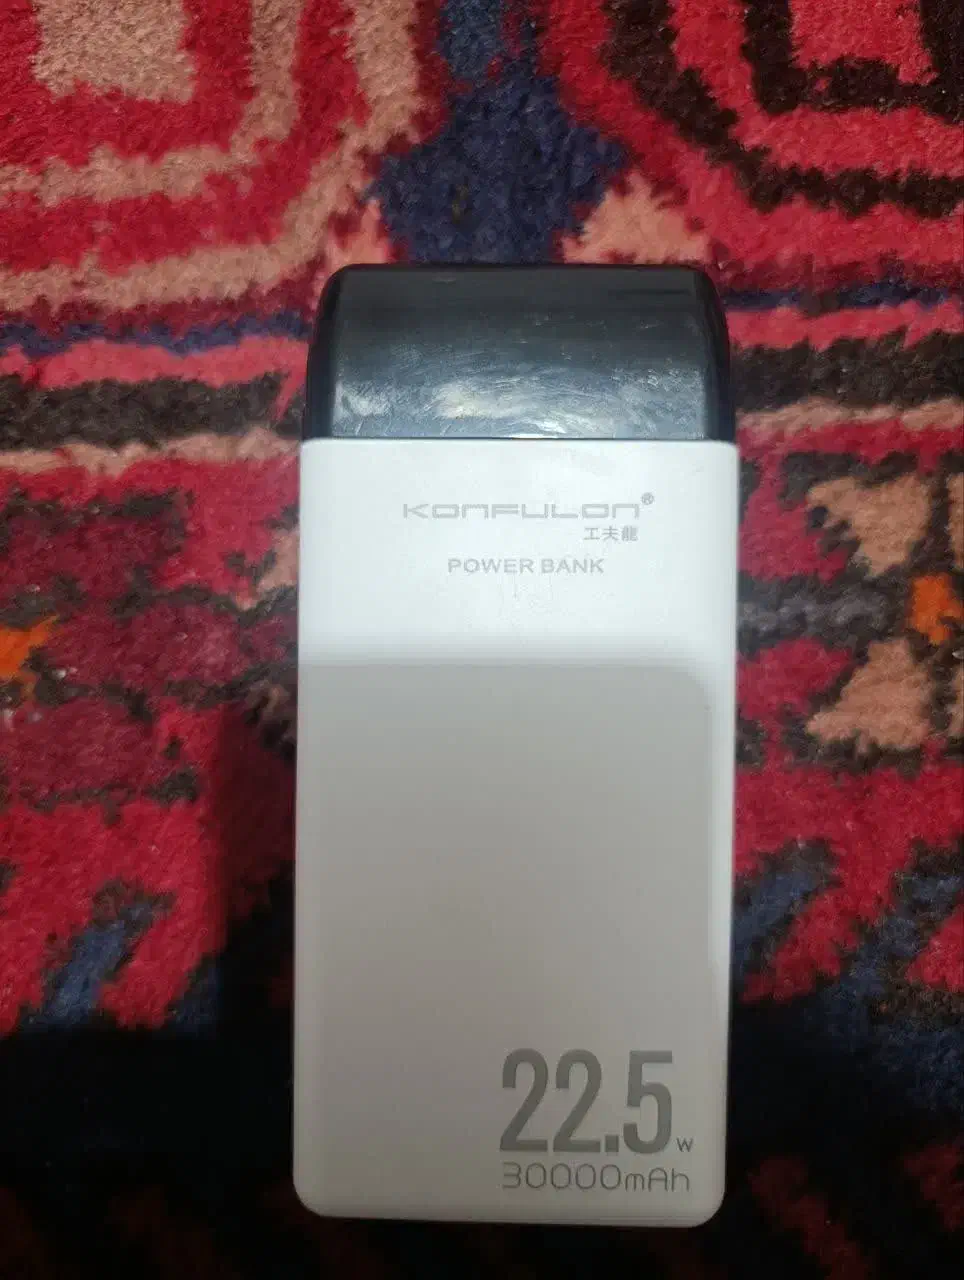 KONFULON®
工夫龍
POWER BANK
22.5w
30000mAh